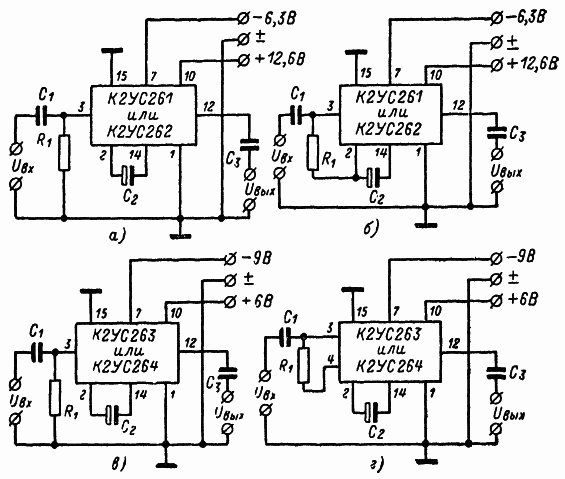 −6,3В
±
+12,6В
15
7
10
C1
3
К2УС261
или
К2УС262
12
R1
2
14
1
C2
C3
Uвх
Uвых
а)
−6,3В
±
+12,6В
15
7
10
C1
3
К2УС261
или
К2УС262
12
R1
2
14
1
C2
C3
Uвх
Uвых
б)
−9В
±
+6В
15
7
10
C1
3
К2УС263
или
К2УС264
12
R1
2
14
1
C2
C3
Uвх
Uвых
в)
−9В
±
+6В
15
7
10
C1
3
4
К2УС263
или
К2УС264
12
R1
2
14
1
C2
C3
Uвх
Uвых
г)